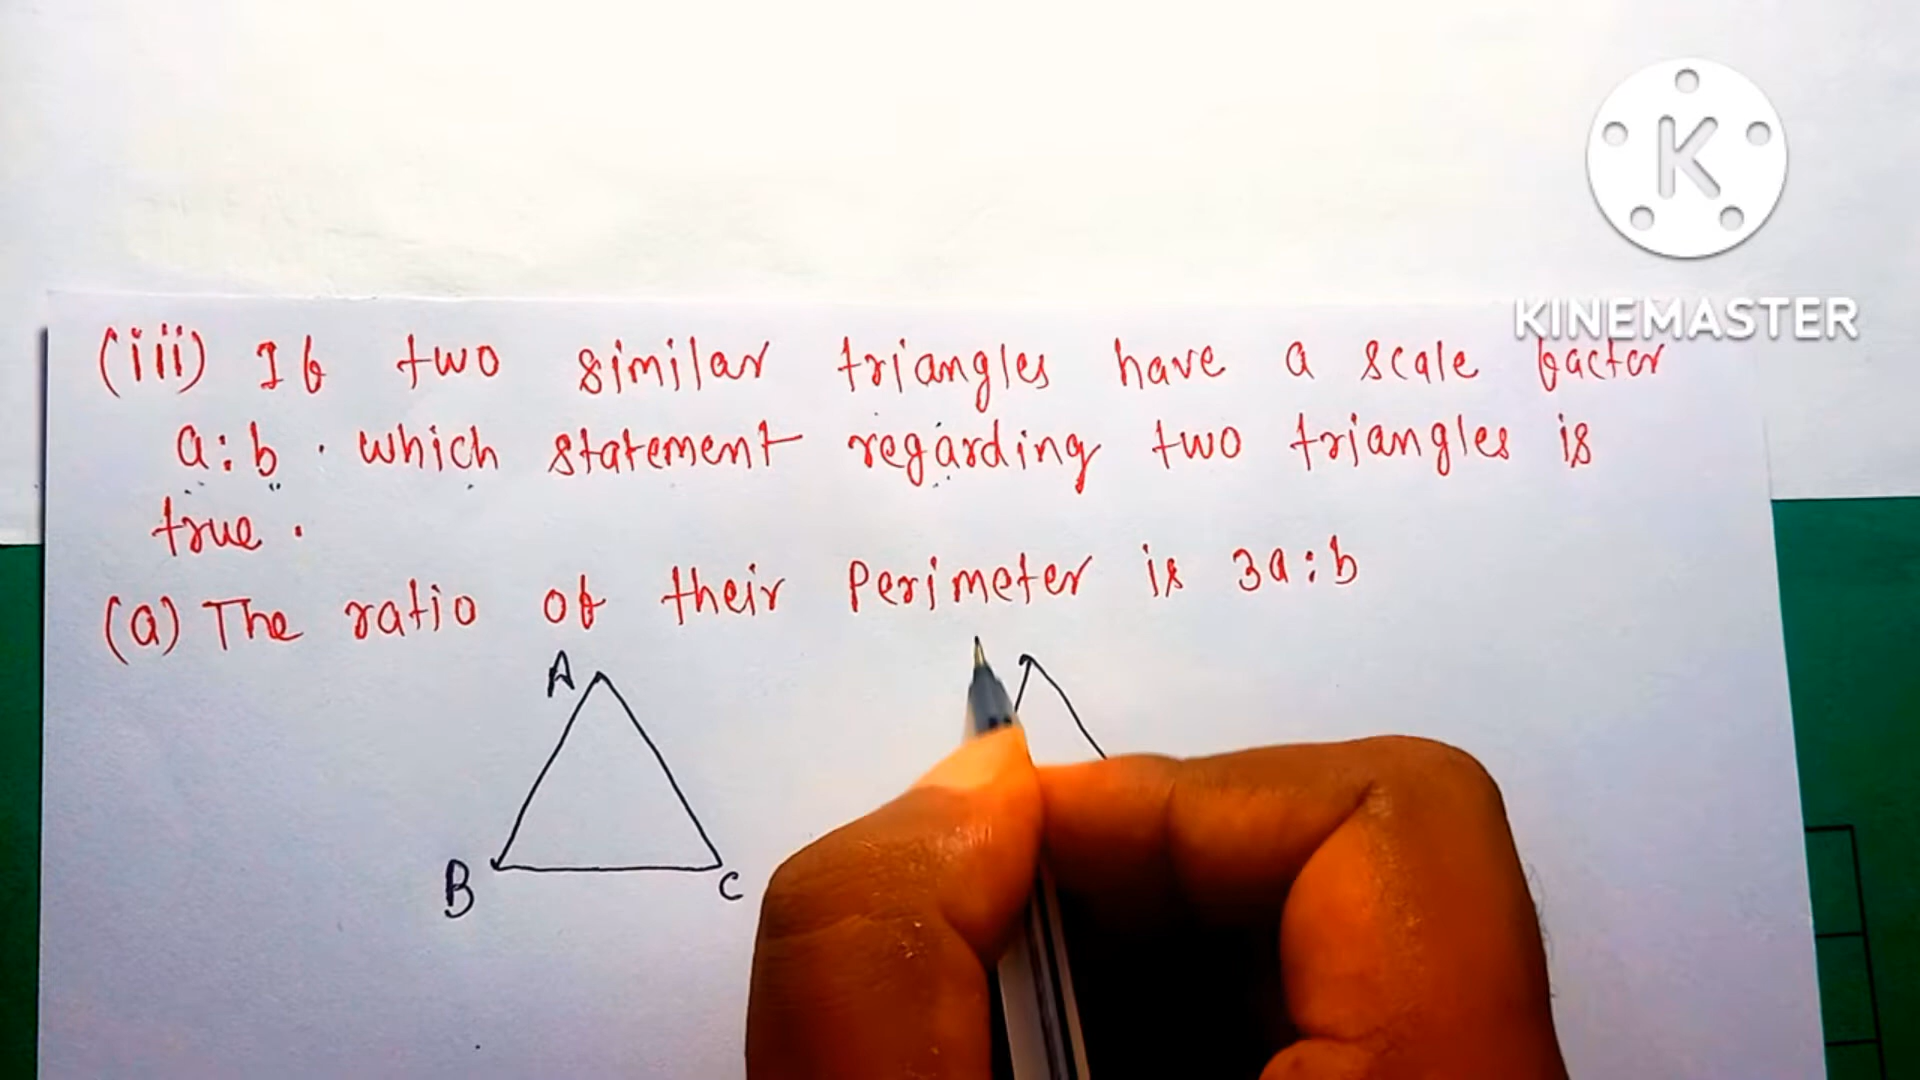 K
KINEMASTER
(iii) If two similar triangles have a scale factor
a:b. which statement regarding two triangles is
true.
(a) The ratio of their Perimeter is 3a:b
A
B
C